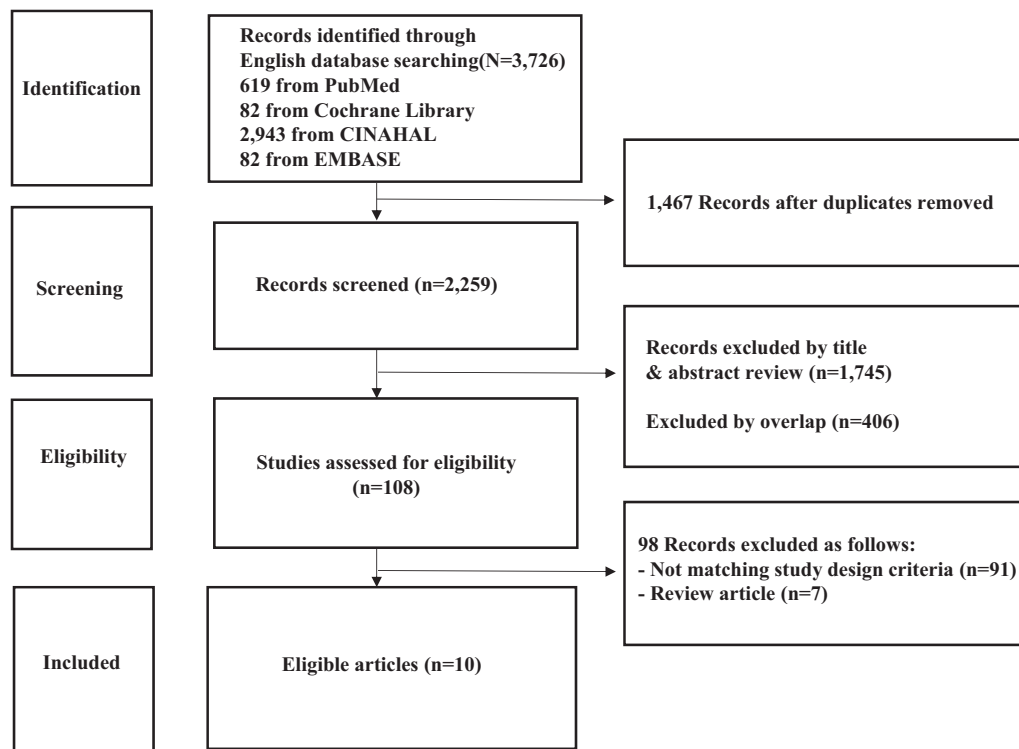 Identification
Records identified through
English database searching(N=3,726)
619 from PubMed
82 from Cochrane Library
2,943 from CINAHAL
82 from EMBASE
1,467 Records after duplicates removed
Screening
Records screened (n=2,259)
Records excluded by title
& abstract review (n=1,745)
Excluded by overlap (n=406)
Eligibility
Studies assessed for eligibility
(n=108)
98 Records excluded as follows:
- Not matching study design criteria (n=91)
- Review article (n=7)
Included
Eligible articles (n=10)